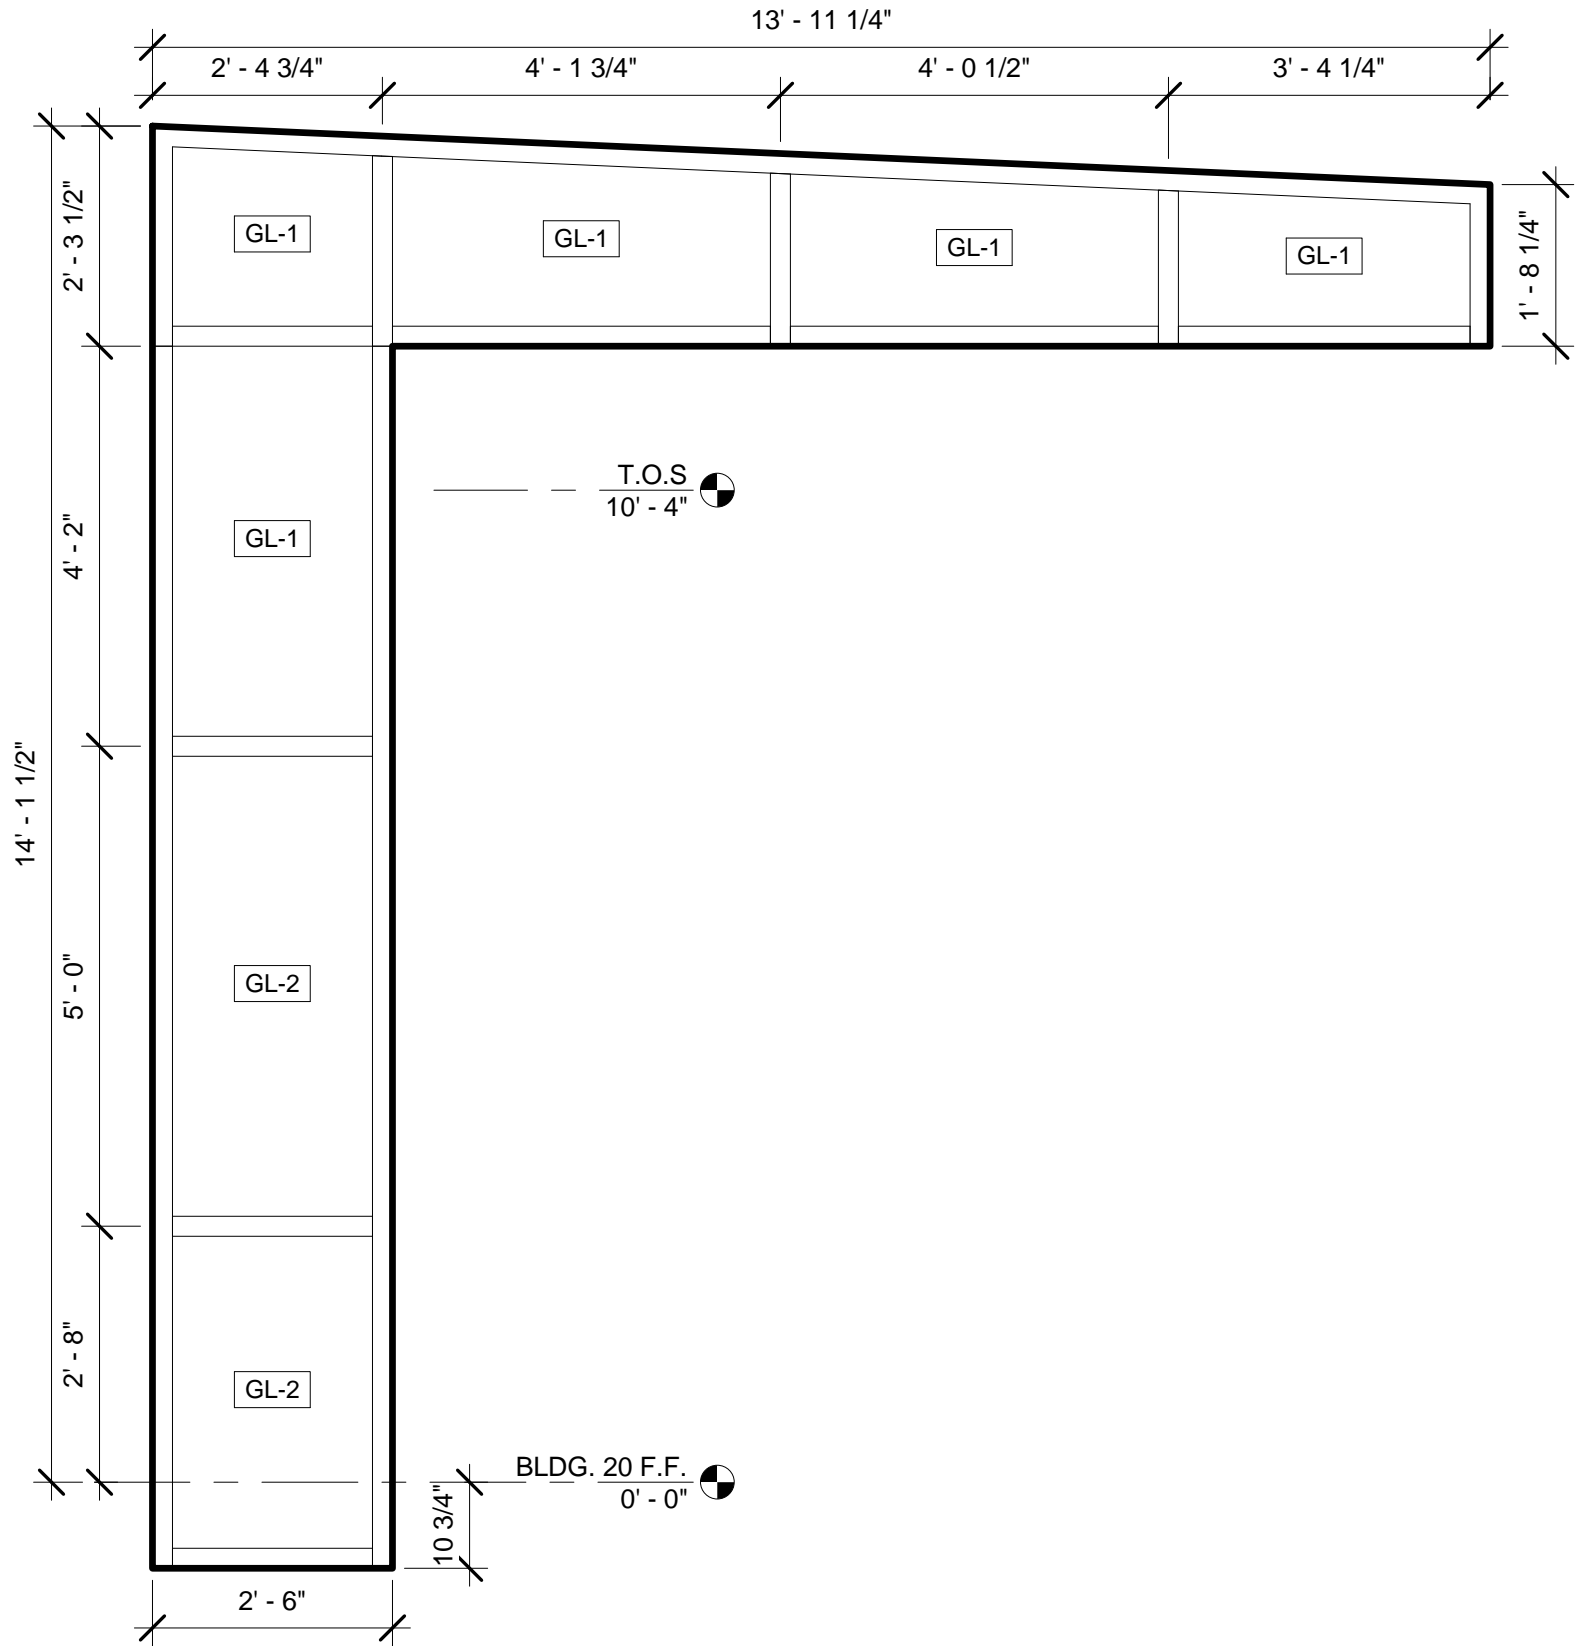 13' - 11 1/4"
2' - 4 3/4"
4' - 1 3/4"
4' - 0 1/2"
3' - 4 1/4"
2' - 3 1/2"
1' - 8 1/4"
GL-1
GL-1
GL-1
GL-1
T.O.S
10' - 4"
4' - 2"
GL-1
14' - 1 1/2"
5' - 0"
GL-2
2' - 8"
GL-2
BLDG. 20 F.F.
0' - 0"
10 3/4"
2' - 6"